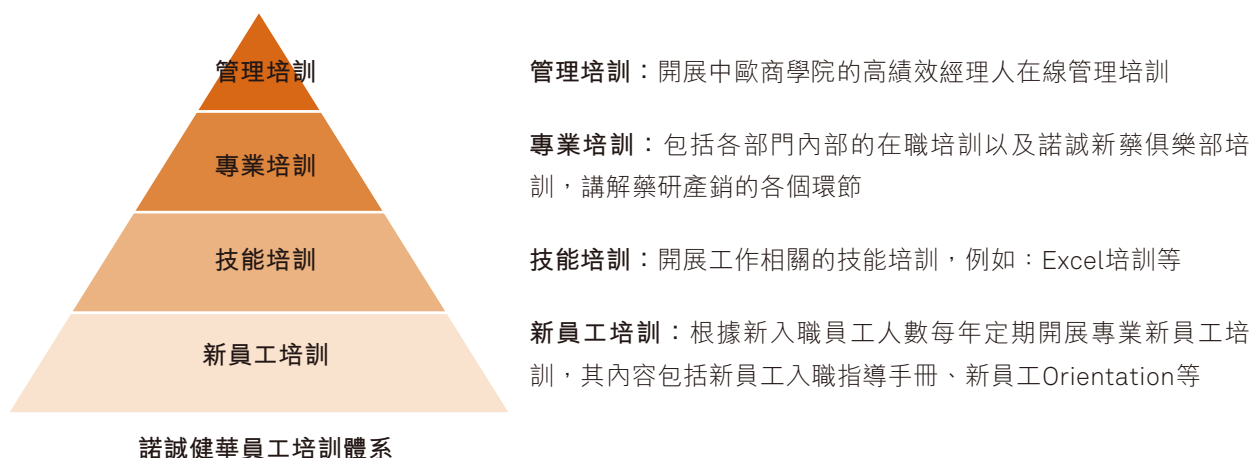 管理培訓
管理培訓：開展中歐商學院的高績效經理人在線管理培訓
專業培訓
專業培訓：包括各部門內部的在職培訓以及諾誠新藥俱樂部培
訓，講解藥研產銷的各個環節
技能培訓
技能培訓：開展工作相關的技能培訓，例如：Excel培訓等
新員工培訓
新員工培訓：根據新入職員工人數每年定期開展專業新員工培
訓，其內容包括新員工入職指導手冊、新員工Orientation等
諾誠健華員工培訓體系